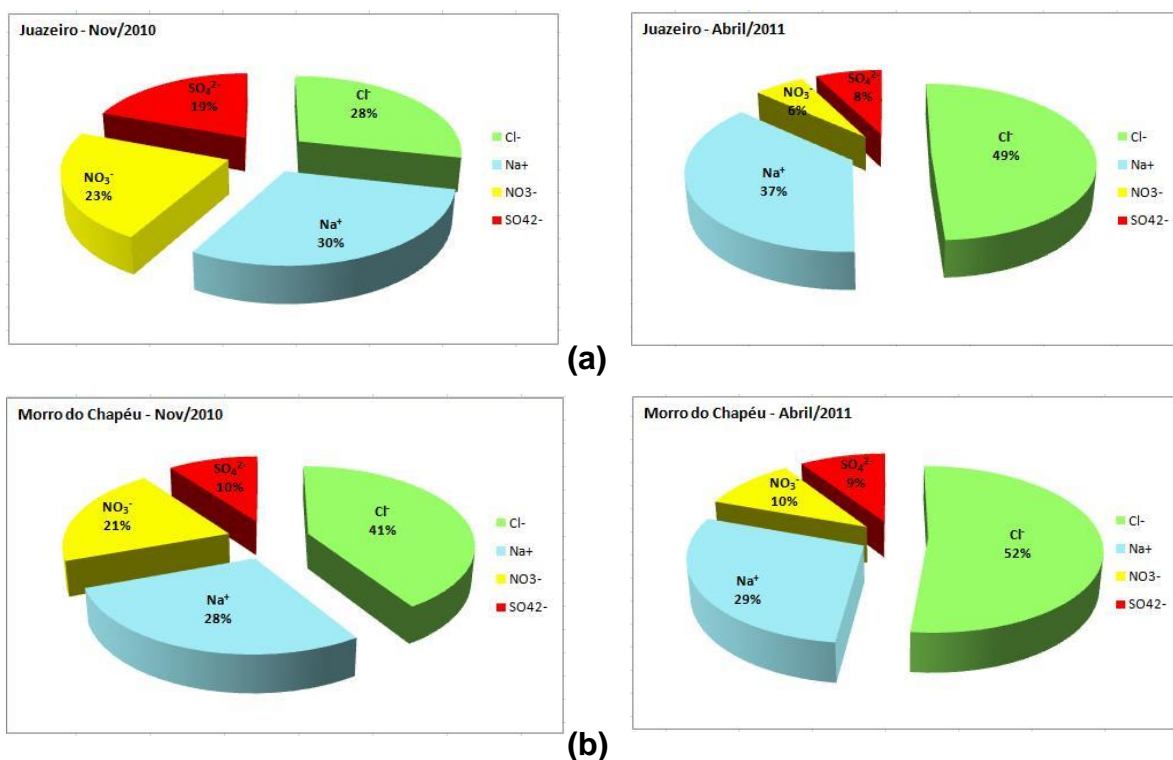 Juazeiro - Nov/2010
SO₄²⁻
19%
Cl⁻
28%
NO₃⁻
23%
Na⁺
30%
Cl-
Na+
NO3-
SO42-
Juazeiro - Abril/2011
NO₃⁻
6%
SO₄²⁻
8%
Cl⁻
49%
Na⁺
37%
Cl-
Na+
NO3-
SO42-
(a)
Morro do Chapéu - Nov/2010
SO₄²⁻
10%
Cl⁻
41%
NO₃⁻
21%
Na⁺
28%
Cl-
Na+
NO3-
SO42-
Morro do Chapéu - Abril/2011
SO₄²⁻
9%
NO₃⁻
10%
Cl⁻
52%
Na⁺
29%
Cl-
Na+
NO3-
SO42-
(b)